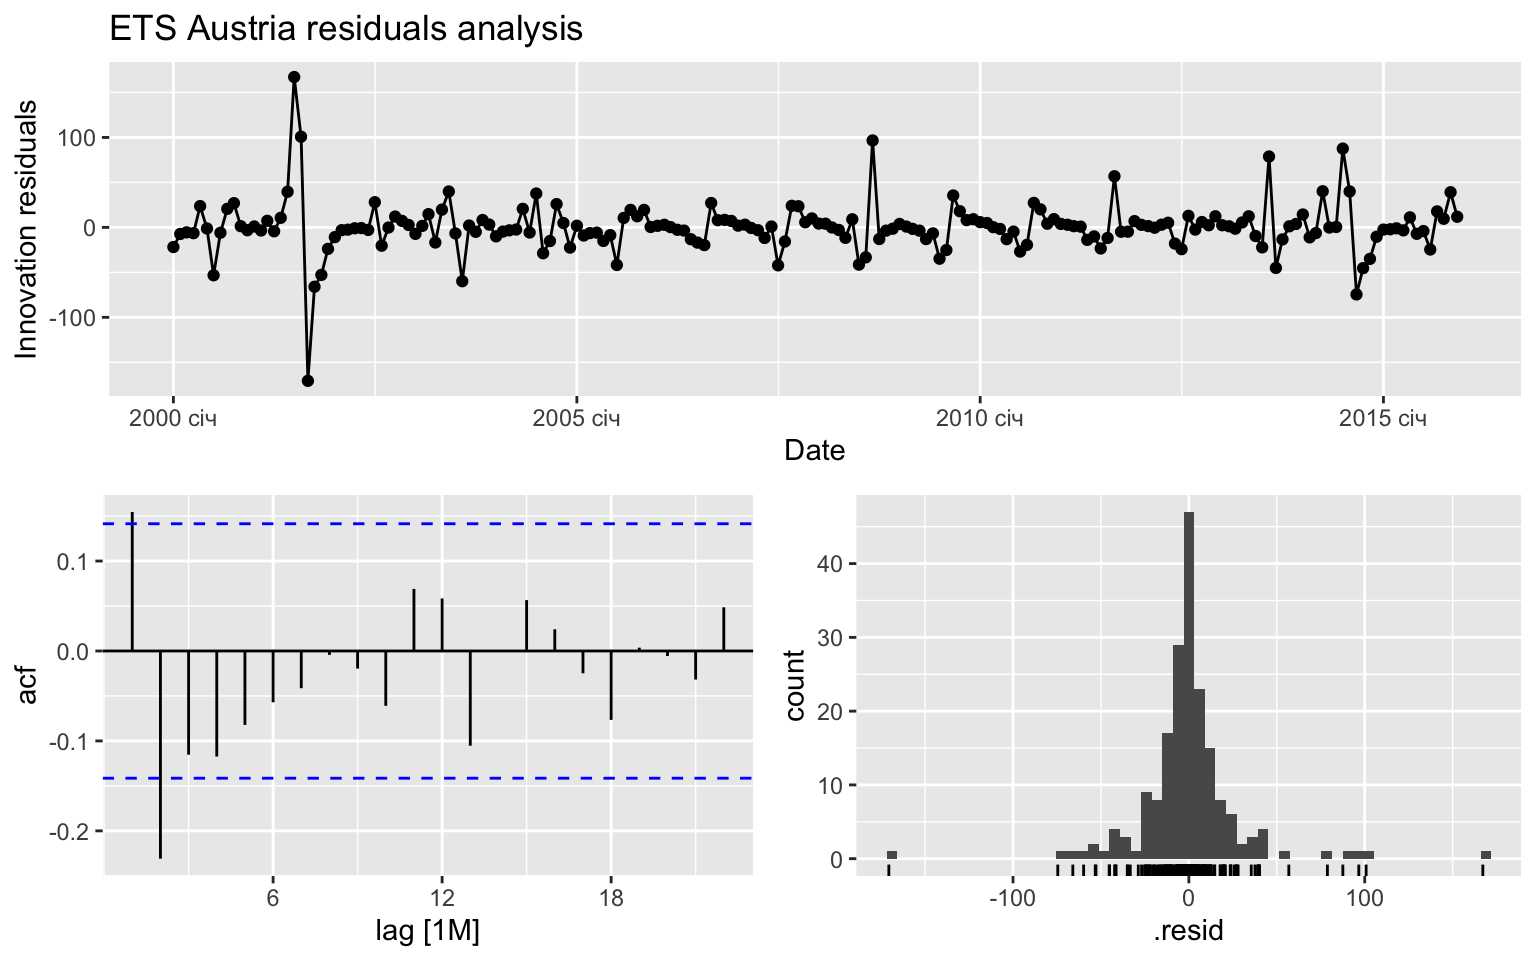 ETS Austria residuals analysis
Innovation residuals
100
0
-100
2000 січ
2005 січ
2010 січ
2015 січ
Date
acf
0.1
0.0
-0.1
-0.2
6
12
18
lag [1M]
count
40
30
20
10
0
-100
0
100
.resid